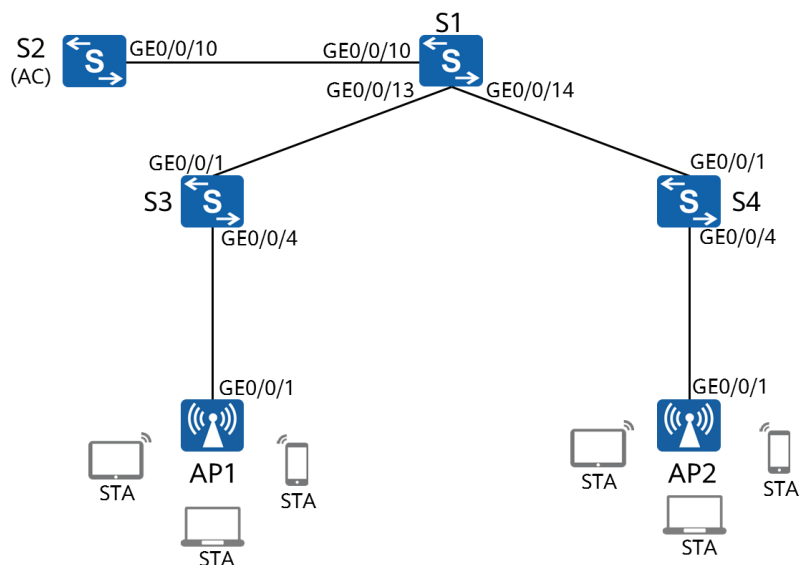 S1
S2
(AC)
GE0/0/10
GE0/0/10
S
S
GE0/0/13
GE0/0/14
GE0/0/1
GE0/0/1
S3
S
S
S4
GE0/0/4
GE0/0/4
GE0/0/1
GE0/0/1
AP1
AP2
STA
STA
STA
STA
STA
STA